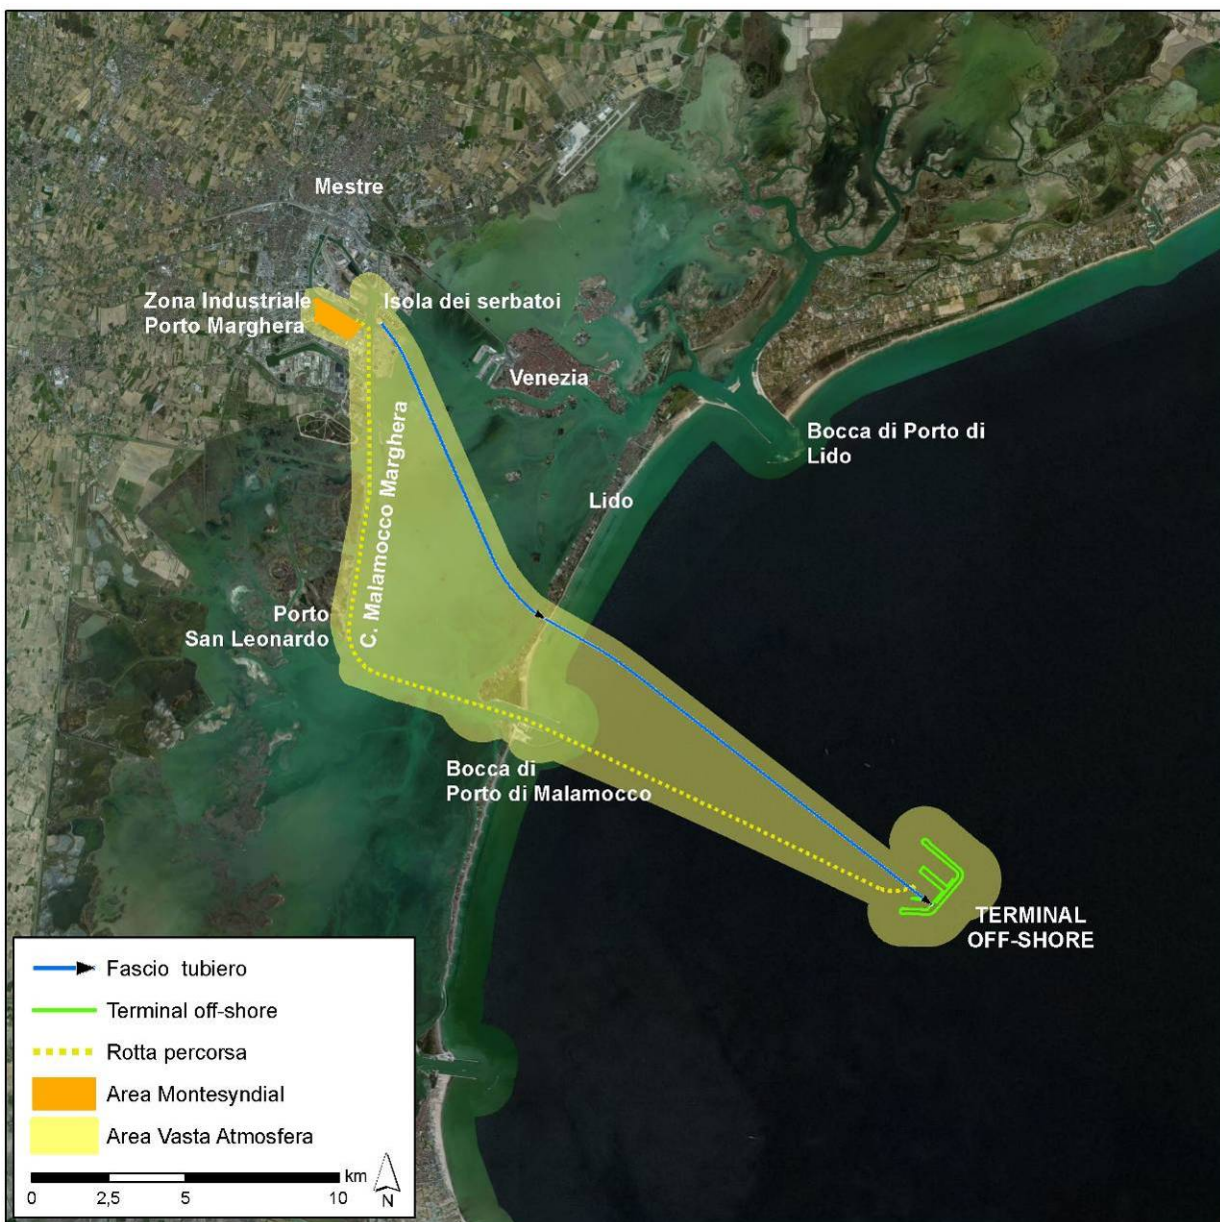 Mestre
Zona Industriale
Porto Marghera
Isola dei serbatoi
Venezia
Bocca di Porto di
Lido
Lido
C. Malamocco Marghera
Porto
San Leonardo
Bocca di
Porto di Malamocco
TERMINAL
OFF-SHORE
Fascio tubiero
Terminal off-shore
Rotta percorsa
Area Montesyndial
Area Vasta Atmosfera
km
0 2,5 5 10
N